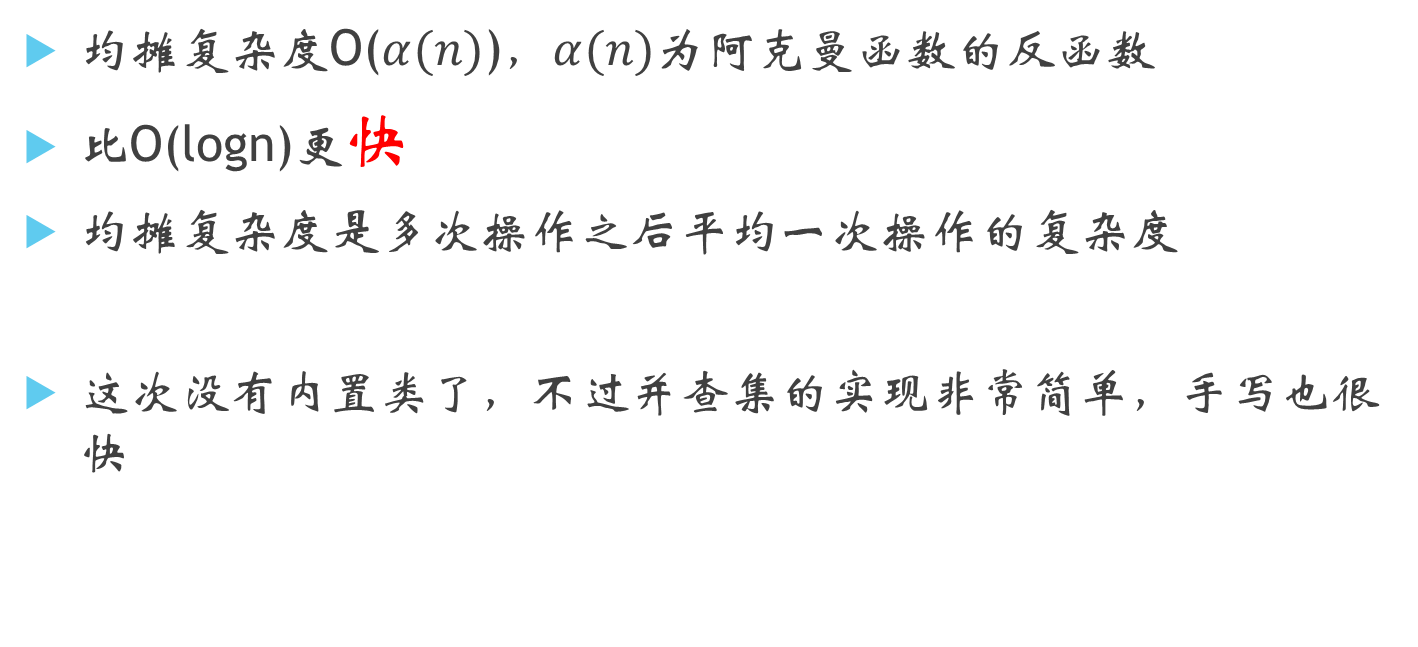 均摊复杂度O(α(n))，α(n)为阿克曼函数的反函数
比O(logn)更快
均摊复杂度是多次操作之后平均一次操作的复杂度
这次没有内置类了，不过并查集的实现非常简单，手写也很
快